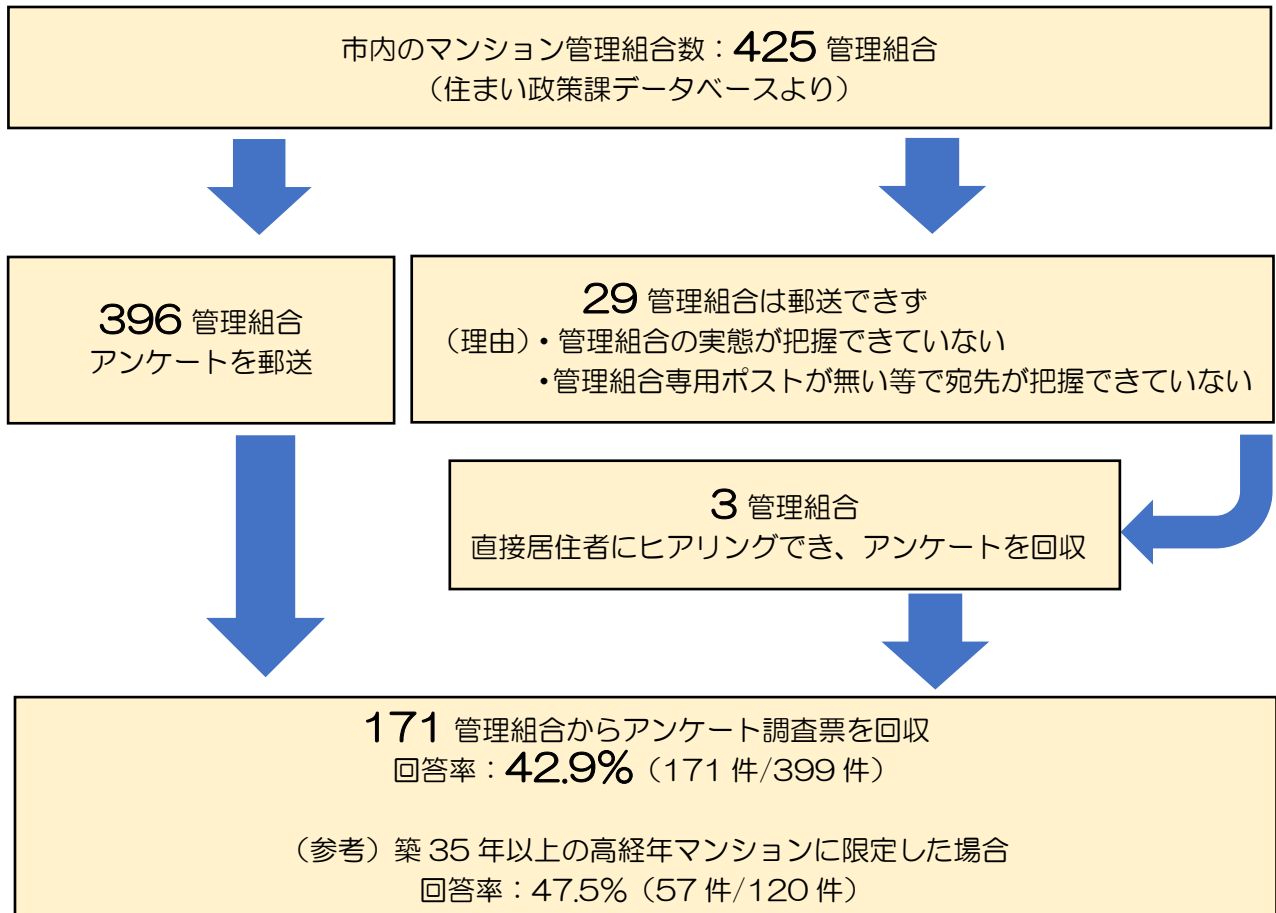 市内のマンション管理組合数：425 管理組合
（住まい政策課データベースより）
396 管理組合
アンケートを郵送
29 管理組合は郵送できず
（理由）・管理組合の実態が把握できていない
・管理組合専用ポストが無い等で宛先が把握できていない
3 管理組合
直接居住者にヒアリングでき、アンケートを回収
171 管理組合からアンケート調査票を回収
回答率：42.9%（171 件/399 件）
（参考）築 35 年以上の高経年マンションに限定した場合
回答率：47.5%（57 件/120 件）